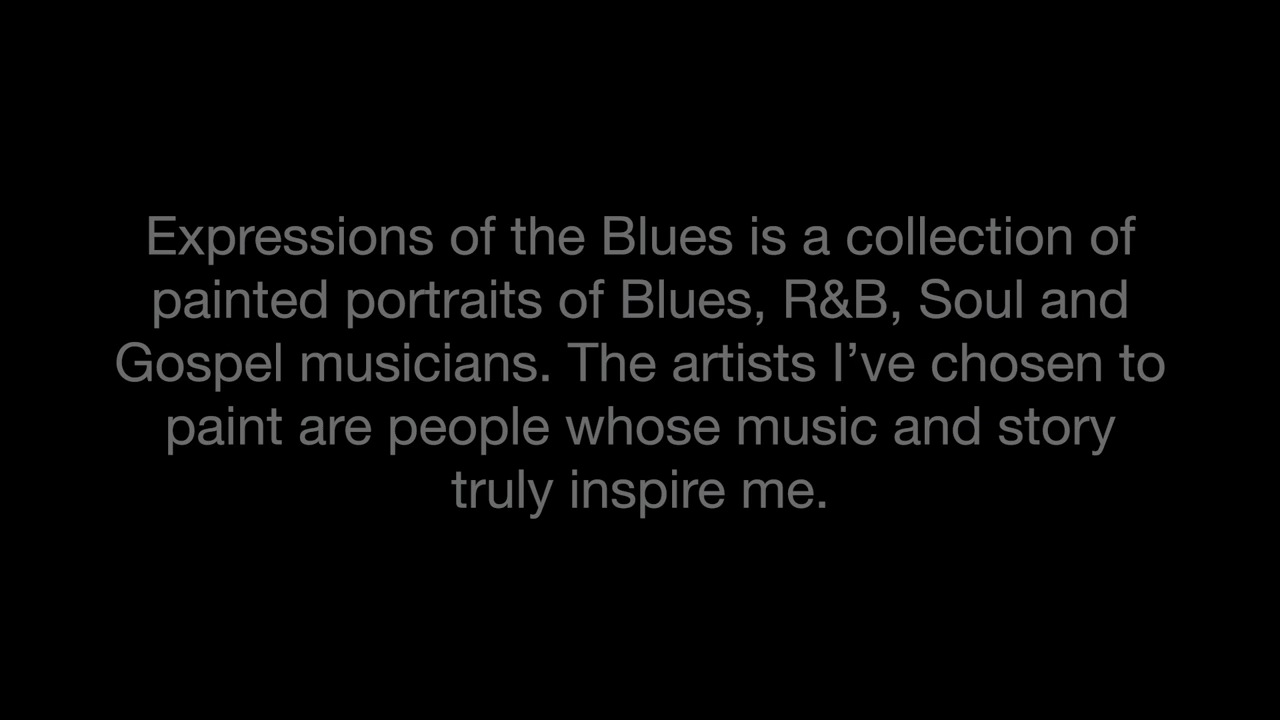 Expressions of the Blues is a collection of
painted portraits of Blues, R&B, Soul and
Gospel musicians. The artists I’ve chosen to
paint are people whose music and story
truly inspire me.